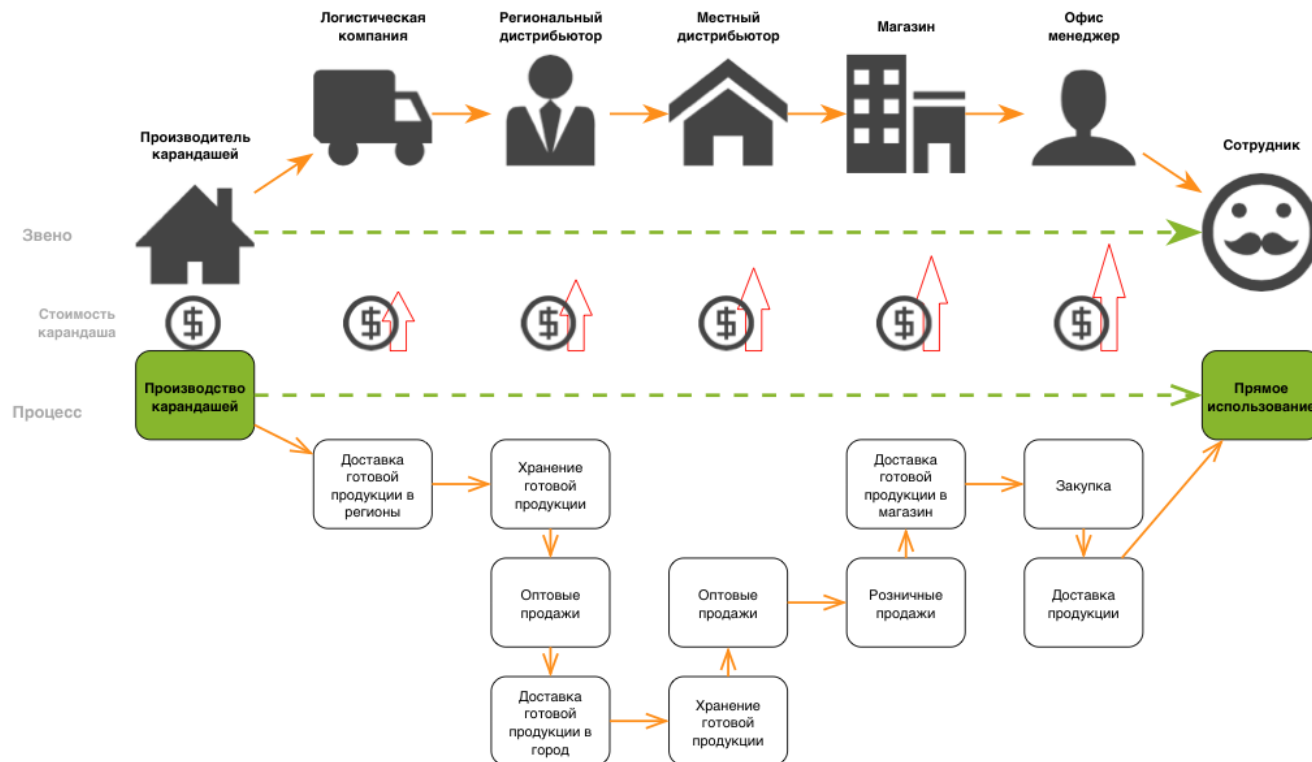 Логистическая
компания
Региональный
дистрибьютор
Местный
дистрибьютор
Магазин
Офис
менеджер
Производитель
карандашей
Сотрудник
Звено
Стоимость
карандаша
$
$
$
$
$
$
Процесс
Производство
карандашей
Прямое
использование
Доставка
готовой
продукции в
регионы
Хранение
готовой
продукции
Доставка
готовой
продукции в
магазин
Закупка
Оптовые
продажи
Оптовые
продажи
Розничные
продажи
Доставка
продукции
Доставка
готовой
продукции в
город
Хранение
готовой
продукции